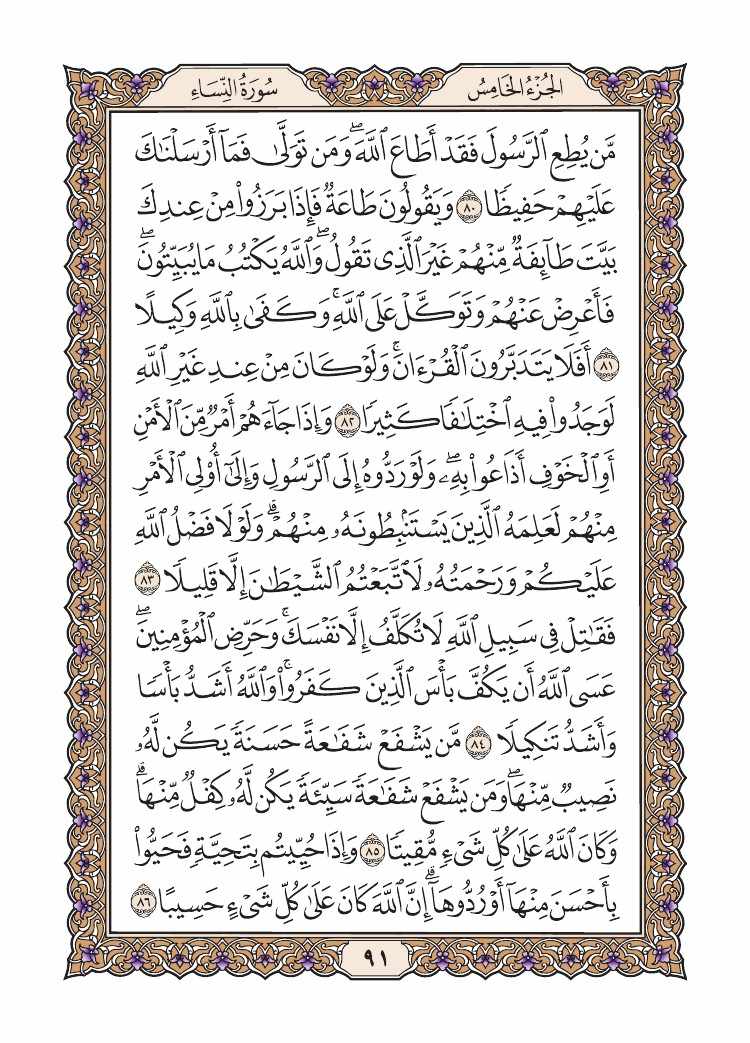 الجُزْءُ الخَامِسُ
سُورَةُ النِّسَاءِ
مَّن يُطِعِ ٱلرَّسُولَ فَقَدْ أَطَاعَ ٱللَّهَۖ وَمَن تَوَلَّىٰ فَمَآ أَرْسَلْنَٰكَ
عَلَيْهِمْ حَفِيظًا ٨٠ وَيَقُولُونَ طَاعَةٌ فَإِذَا بَرَزُوا۟ مِنْ عِندِكَ
بَيَّتَ طَآئِفَةٌ مِّنْهُمْ غَيْرَ ٱلَّذِى تَقُولُۖ وَٱللَّهُ يَكْتُبُ مَا يُبَيِّتُونَۖ
فَأَعْرِضْ عَنْهُمْ وَتَوَكَّلْ عَلَى ٱللَّهِۚ وَكَفَىٰ بِٱللَّهِ وَكِيلًا
٨١ أَفَلَا يَتَدَبَّرُونَ ٱلْقُرْءَانَۚ وَلَوْ كَانَ مِنْ عِندِ غَيْرِ ٱللَّهِ
لَوَجَدُوا۟ فِيهِ ٱخْتِلَٰفًا كَثِيرًا ٨٢ وَإِذَا جَآءَهُمْ أَمْرٌ مِّنَ ٱلْأَمْنِ
أَوِ ٱلْخَوْفِ أَذَاعُوا۟ بِهِۦۖ وَلَوْ رَدُّوهُ إِلَى ٱلرَّسُولِ وَإِلَىٰٓ أُو۟لِى ٱلْأَمْرِ
مِنْهُمْ لَعَلِمَهُ ٱلَّذِينَ يَسْتَنۢبِطُونَهُۥ مِنْهُمْۗ وَلَوْلَا فَضْلُ ٱللَّهِ
عَلَيْكُمْ وَرَحْمَتُهُۥ لَٱتَّبَعْتُمُ ٱلشَّيْطَٰنَ إِلَّا قَلِيلًا ٨٣
فَقَٰتِلْ فِى سَبِيلِ ٱللَّهِ لَا تُكَلَّفُ إِلَّا نَفْسَكَۚ وَحَرِّضِ ٱلْمُؤْمِنِينَۖ
عَسَى ٱللَّهُ أَن يَكُفَّ بَأْسَ ٱلَّذِينَ كَفَرُوا۟ۚ وَٱللَّهُ أَشَدُّ بَأْسًا
وَأَشَدُّ تَنكِيلًا ٨٤ مَّن يَشْفَعْ شَفَٰعَةً حَسَنَةً يَكُن لَّهُۥ
نَصِيبٌ مِّنْهَاۖ وَمَن يَشْفَعْ شَفَٰعَةً سَيِّئَةً يَكُن لَّهُۥ كِفْلٌ مِّنْهَاۗ
وَكَانَ ٱللَّهُ عَلَىٰ كُلِّ شَىْءٍ مُّقِيتًا ٨٥ وَإِذَا حُيِّيتُم بِتَحِيَّةٍ فَحَيُّوا۟
بِأَحْسَنَ مِنْهَآ أَوْ رُدُّوهَآۗ إِنَّ ٱللَّهَ كَانَ عَلَىٰ كُلِّ شَىْءٍ حَسِيبًا ٨٦
٩١